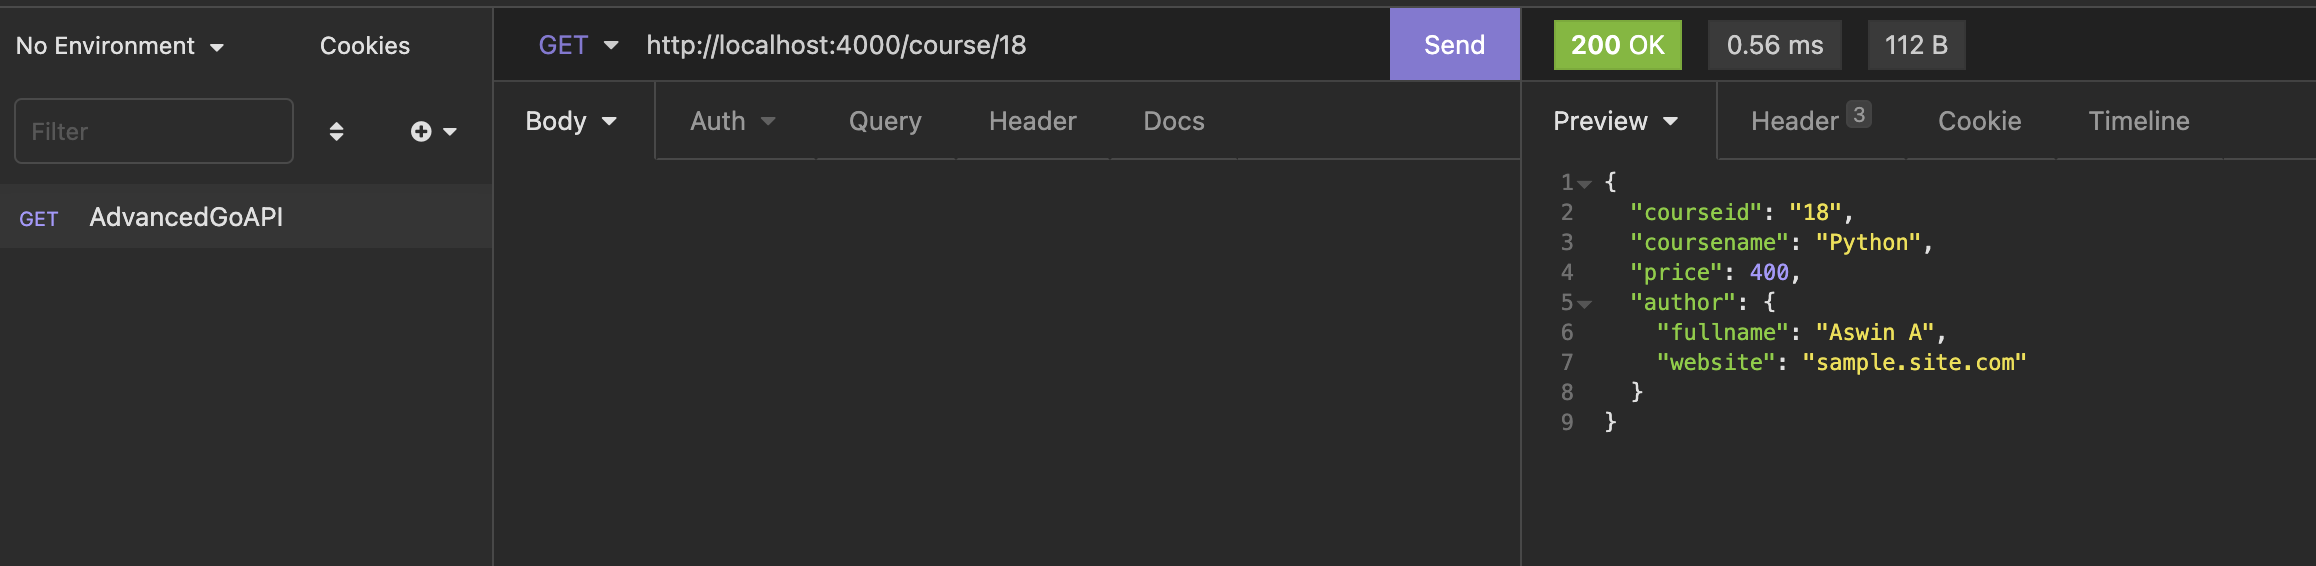 No Environment Cookies
GET http://localhost:4000/course/18 Send
200 OK 0.56 ms 112 B
Filter
GET AdvancedGoAPI
Body Auth Query Header Docs
Preview Header 3 Cookie Timeline
1 {
2 "courseid": "18",
3 "coursename": "Python",
4 "price": 400,
5 "author": {
6 "fullname": "Aswin A",
7 "website": "sample.site.com"
8 }
9 }